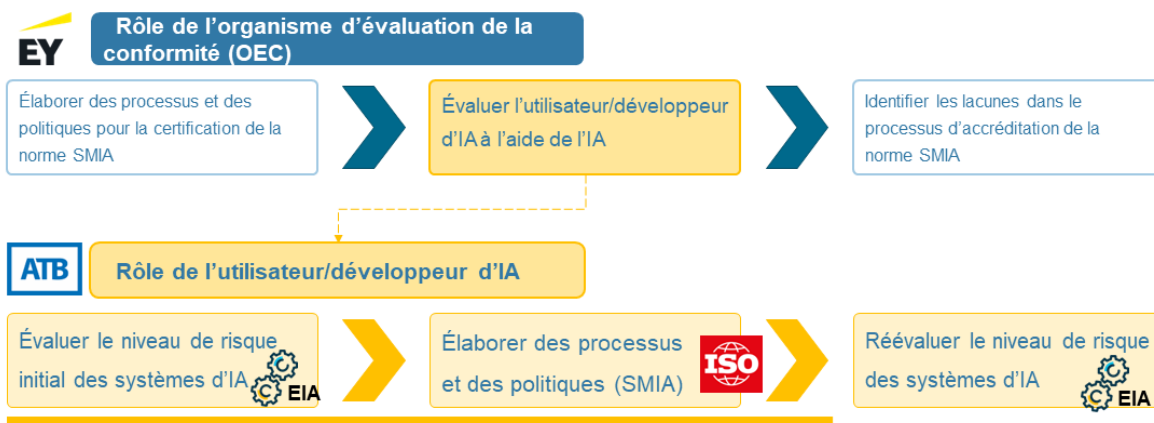 EY
Rôle de l'organisme d'évaluation de la
conformité (OEC)
Élaborer des processus et des
politiques pour la certification de la
norme SMIA
Évaluer l'utilisateur/développeur
d'IA à l'aide de l'IA
Identifier les lacunes dans le
processus d'accréditation de la
norme SMIA
ATB
Rôle de l'utilisateur/développeur d'IA
Évaluer le niveau de risque
initial des systèmes d'IA
EIA
Élaborer des processus
et des politiques (SMIA)
ISO
Réévaluer le niveau de risque
des systèmes d'IA
EIA